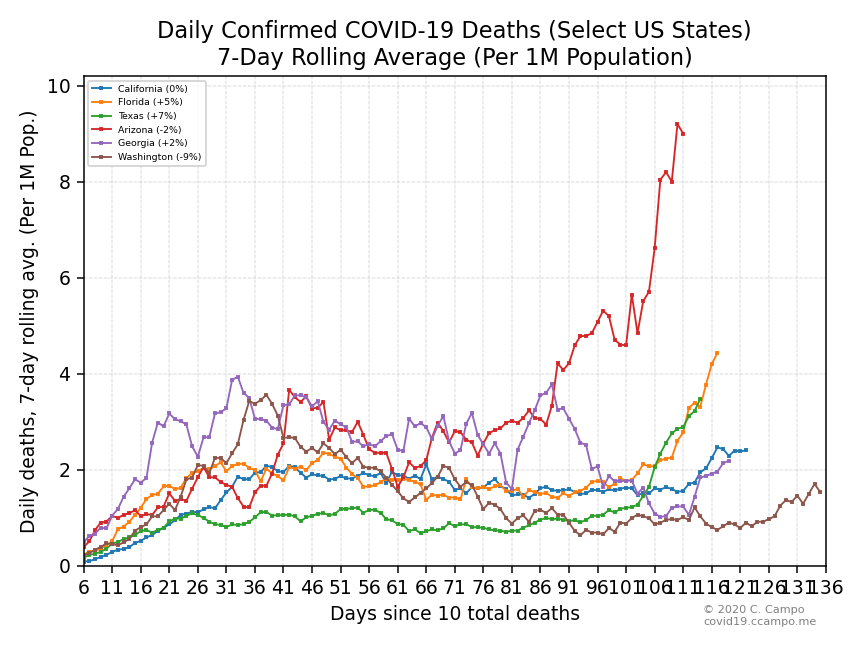 Daily Confirmed COVID-19 Deaths (Select US States)
7-Day Rolling Average (Per 1M Population)
Daily deaths, 7-day rolling avg. (Per 1M Pop.)
10
8
6
4
2
0
California (0%)
Florida (+5%)
Texas (+7%)
Arizona (-2%)
Georgia (+2%)
Washington (-9%)
6 11 16 21 26 31 36 41 46 51 56 61 66 71 76 81 86 91 96 101 106 111 116 121 126 131 136
Days since 10 total deaths
© 2020 C. Campo
covid19.ccampo.me